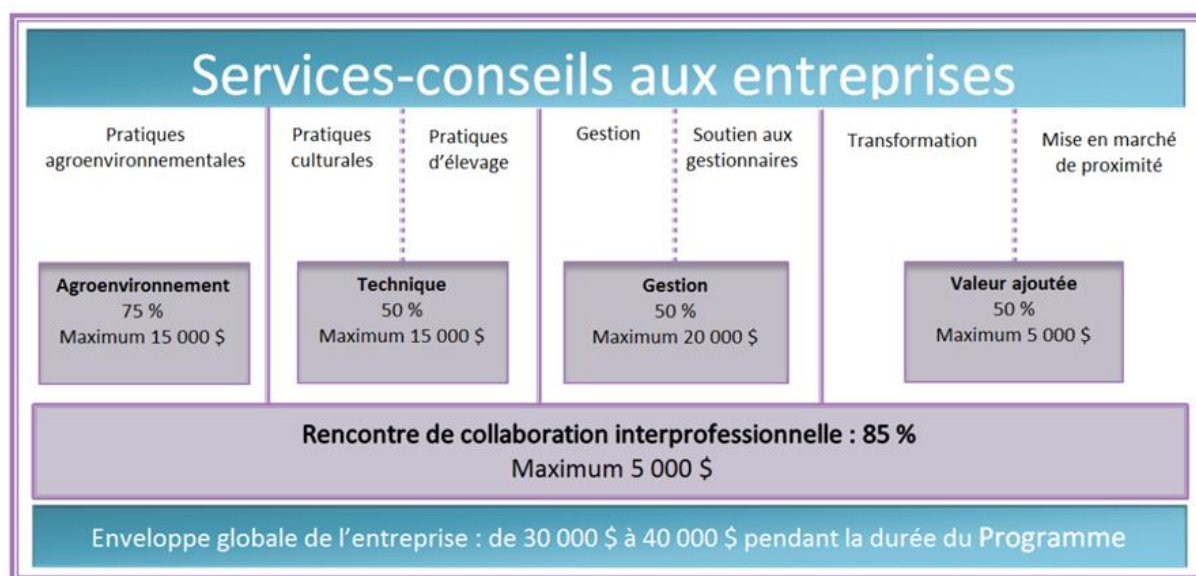 Services-conseils aux entreprises
Pratiques
agroenvironnementales
Pratiques
culturales
Pratiques
d'élevage
Gestion
Soutien aux
gestionnaires
Transformation
Mise en marché
de proximité
Agroenvironnement
75 %
Maximum 15 000 $
Technique
50 %
Maximum 15 000 $
Gestion
50 %
Maximum 20 000 $
Valeur ajoutée
50 %
Maximum 5 000 $
Rencontre de collaboration interprofessionnelle : 85 %
Maximum 5 000 $
Enveloppe globale de l'entreprise : de 30 000 $ à 40 000 $ pendant la durée du Programme